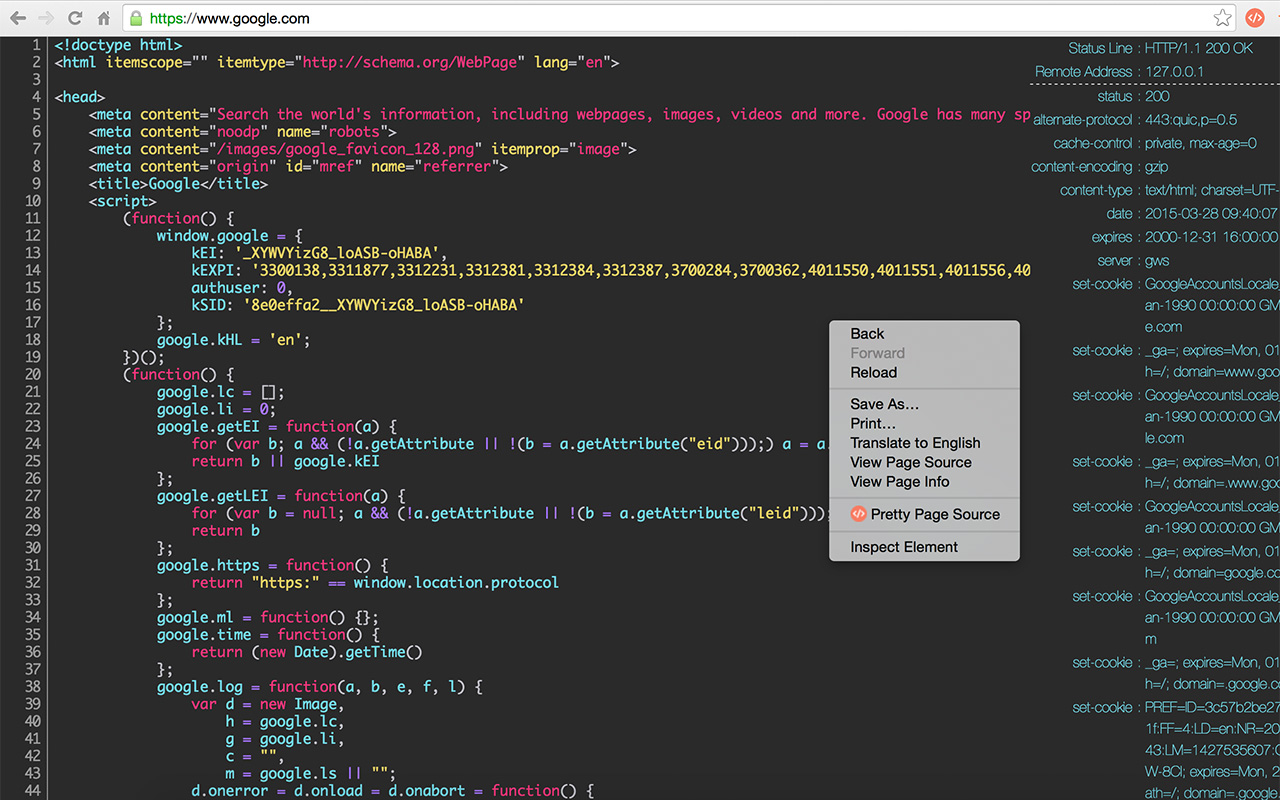 https://www.google.com
1 <!doctype html>
2 <html itemscope="" itemtype="http://schema.org/WebPage" lang="en">
3
4 <head>
5 <meta content="Search the world's information, including webpages, images, videos and more. Google has many sp
6 <meta content="noodp" name="robots">
7 <meta content="/images/google_favicon_128.png" itemprop="image">
8 <meta content="origin" id="mref" name="referrer">
9 <title>Google</title>
10 <script>
11 (function() {
12 window.google = {
13 kEI: '_XYWVYizG8_loASB-oHABA',
14 kEXPI: '3300138,3311877,3312231,3312381,3312384,3312387,3700284,3700362,4011550,4011551,4011556,40
15 authuser: 0,
16 kSID: '8e0effa2__XYWVYizG8_loASB-oHABA'
17 };
18 google.kHL = 'en';
19 })();
20 (function() {
21 google.lc = [];
22 google.li = 0;
23 google.getEI = function(a) {
24 for (var b; a && (!a.getAttribute || !(b = a.getAttribute("eid")));) a = a.
25 return b || google.kEI
26 };
27 google.getLEI = function(a) {
28 for (var b = null; a && (!a.getAttribute || !(b = a.getAttribute("leid")));
29 return b
30 };
31 google.https = function() {
32 return "https:" == window.location.protocol
33 };
34 google.ml = function() {};
35 google.time = function() {
36 return (new Date).getTime()
37 };
38 google.log = function(a, b, e, f, l) {
39 var d = new Image,
40 h = google.lc,
41 g = google.li,
42 c = "",
43 m = google.ls || "";
44 d.onerror = d.onload = d.onabort = function() {
Back
Forward
Reload
Save As…
Print…
Translate to English
View Page Source
View Page Info
Pretty Page Source
Inspect Element
Status Line : HTTP/1.1 200 OK
Remote Address : 127.0.0.1
status : 200
alternate-protocol : 443:quic,p=0.5
cache-control : private, max-age=0
content-encoding : gzip
content-type : text/html; charset=UTF-
date : 2015-03-28 09:40:07
expires : 2000-12-31 16:00:00
server : gws
set-cookie : GoogleAccountsLocale_
an-1990 00:00:00 GM
e.com
set-cookie : _ga=; expires=Mon, 01
h=/; domain=www.goo
set-cookie : GoogleAccountsLocale_
an-1990 00:00:00 GM
le.com
set-cookie : _ga=; expires=Mon, 01
h=/; domain=.www.go
set-cookie : GoogleAccountsLocale_
an-1990 00:00:00 GM
set-cookie : _ga=; expires=Mon, 01
h=/; domain=google.co
set-cookie : GoogleAccountsLocale_
an-1990 00:00:00 GM
m
set-cookie : _ga=; expires=Mon, 01
h=/; domain=.google.c
set-cookie : PREF=ID=3c57b2be27
1f:FF=4:LD=en:NR=20
43:LM=1427535607:
W-8Cl; expires=Mon, 2
ath=/; domain=.google.